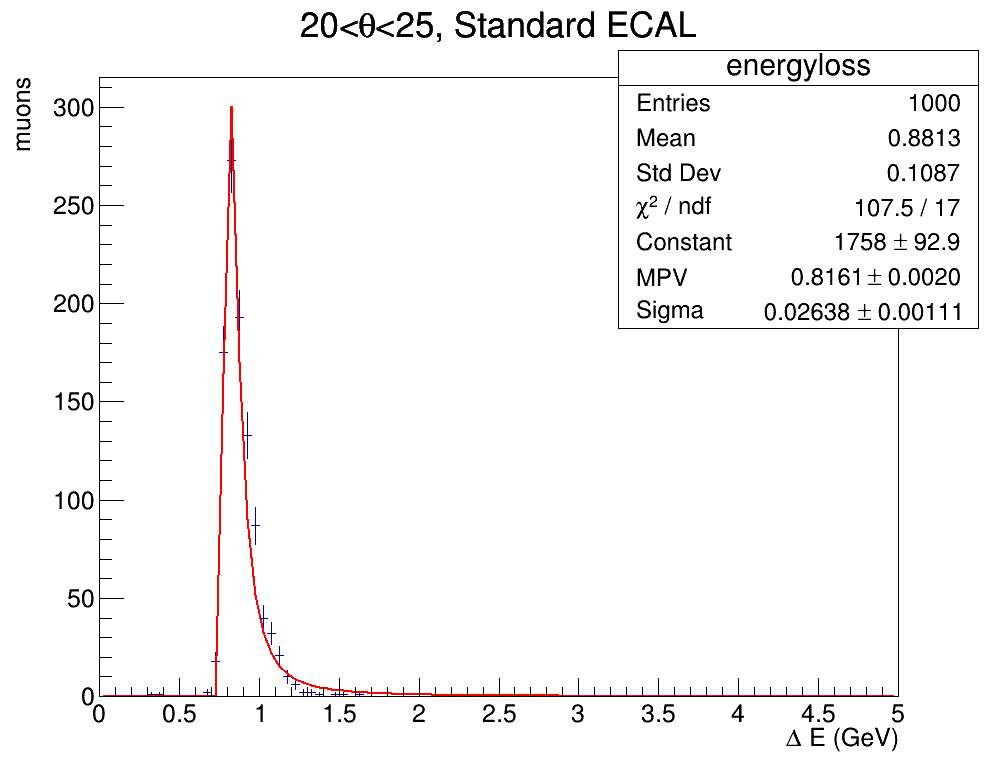 20<θ<25, Standard ECAL
energyloss
Entries 1000
Mean 0.8813
Std Dev 0.1087
χ² / ndf 107.5 / 17
Constant 1758 ± 92.9
MPV 0.8161 ± 0.0020
Sigma 0.02638 ± 0.00111
muons
300
250
200
150
100
50
0
0 0.5 1 1.5 2 2.5 3 3.5 4 4.5 5
Δ E (GeV)